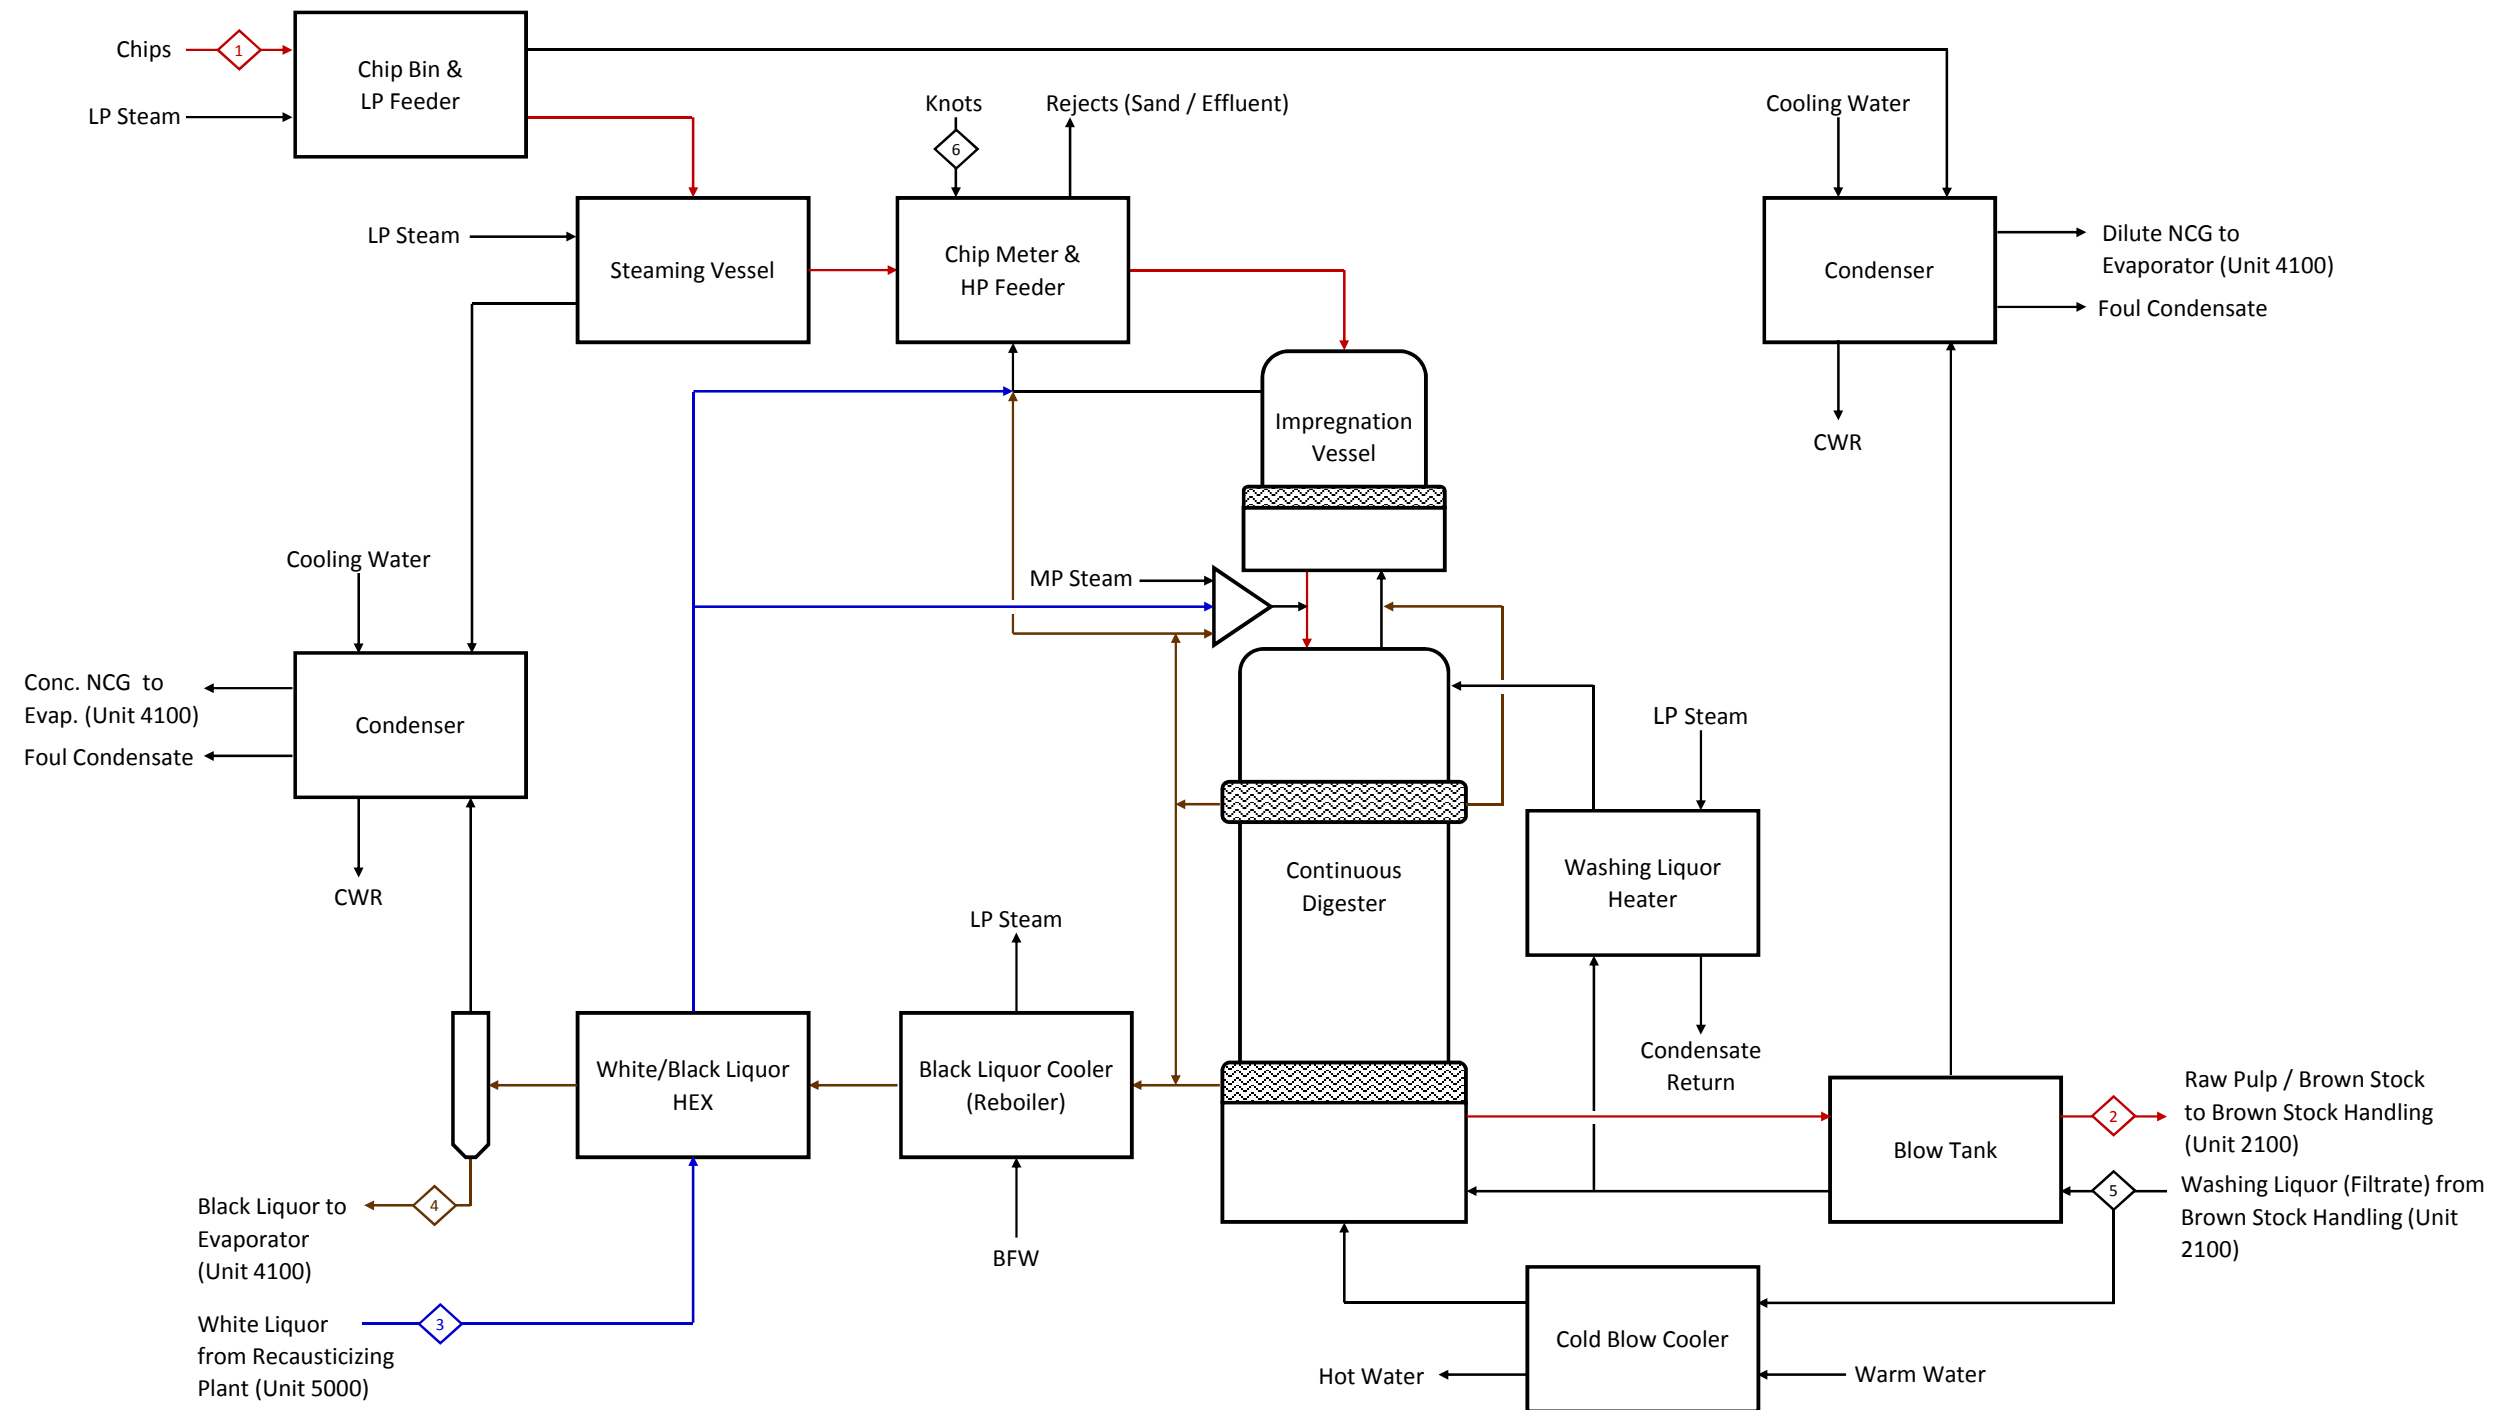 Chips
1
Chip Bin &
LP Feeder
LP Steam
Knots
Rejects (Sand / Effluent)
6
Cooling Water
LP Steam
Steaming Vessel
Chip Meter &
HP Feeder
Condenser
Dilute NCG to
Evaporator (Unit 4100)
Foul Condensate
Impregnation
Vessel
CWR
Cooling Water
MP Steam
Conc. NCG  to
Evap. (Unit 4100)
Foul Condensate
Condenser
LP Steam
Continuous
Digester
Washing Liquor
Heater
CWR
LP Steam
White/Black Liquor
HEX
Black Liquor Cooler
(Reboiler)
Condensate
Return
Blow Tank
2
Raw Pulp / Brown Stock
to Brown Stock Handling
(Unit 2100)
5
Washing Liquor (Filtrate) from
Brown Stock Handling (Unit
2100)
4
Black Liquor to
Evaporator
(Unit 4100)
BFW
3
White Liquor
from Recausticizing
Plant (Unit 5000)
Cold Blow Cooler
Hot Water
Warm Water